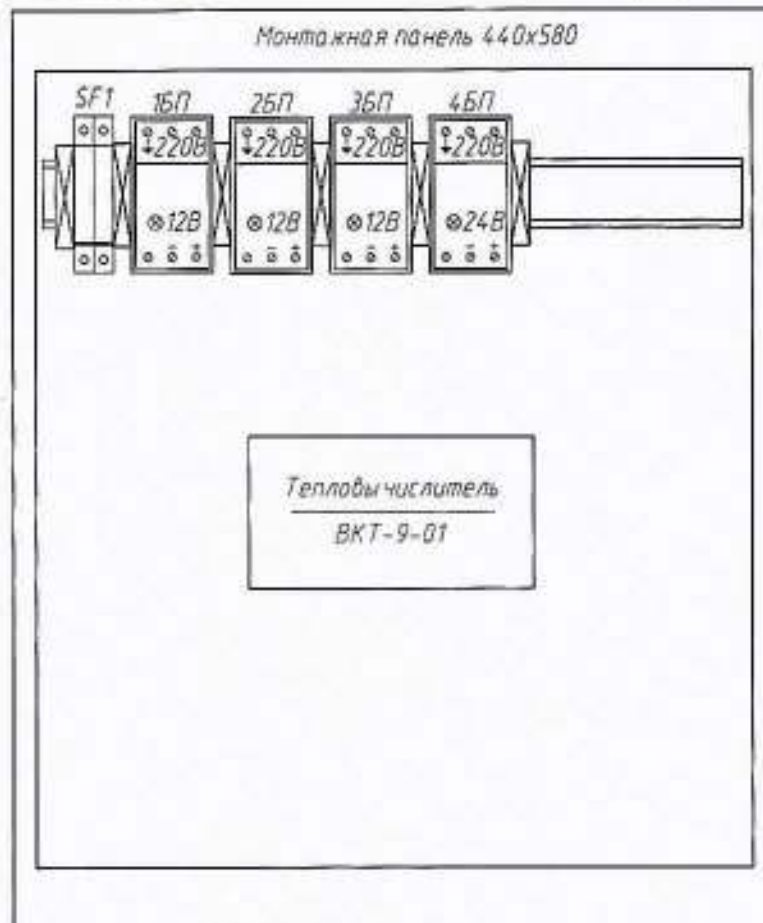 Монтажная панель 440х580
SF1 1БП 2БП 3БП 4БП
220В 220В 220В 220В
12В 12В 12В 24В
- + - + - + - +
Тепловычислитель
ВКТ-9-01